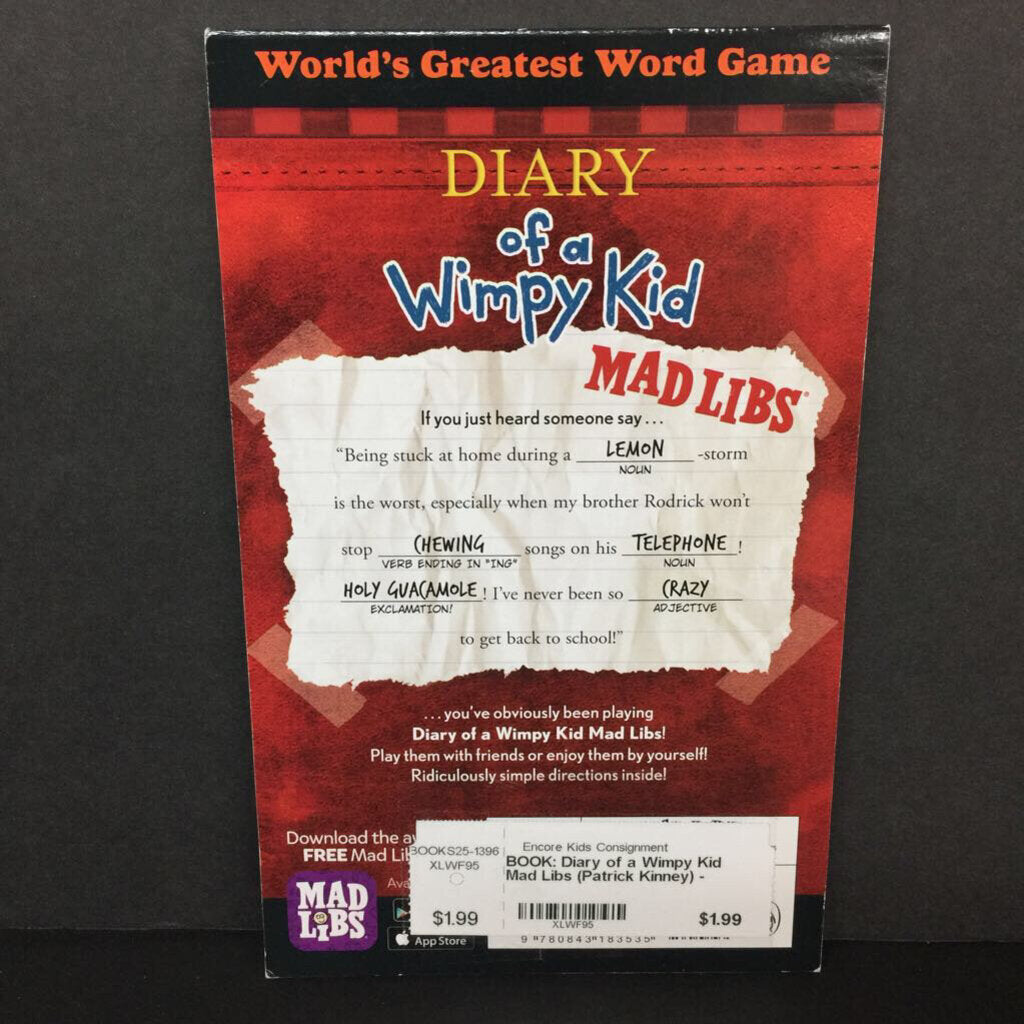 World's Greatest Word Game
DIARY
of a
Wimpy Kid
MAD LIBS®
If you just heard someone say...
"Being stuck at home during a LEMON -storm
NOUN
is the worst, especially when my brother Rodrick won't
stop CHEWING songs on his TELEPHONE !
VERB ENDING IN "ING" NOUN
HOLY GUACAMOLE ! I've never been so CRAZY
EXCLAMATION! ADJECTIVE
to get back to school!"
...you've obviously been playing
Diary of a Wimpy Kid Mad Libs!
Play them with friends or enjoy them by yourself!
Ridiculously simple directions inside!
Download the
FREE Mad
MAD
LIBS
App Store
BOOKS25-1396
XLWF95
$1.99
Encore Kids Consignment
BOOK: Diary of a Wimpy Kid
Mad Libs (Patrick Kinney) -
XLWF95
$1.99
9 780843 183535